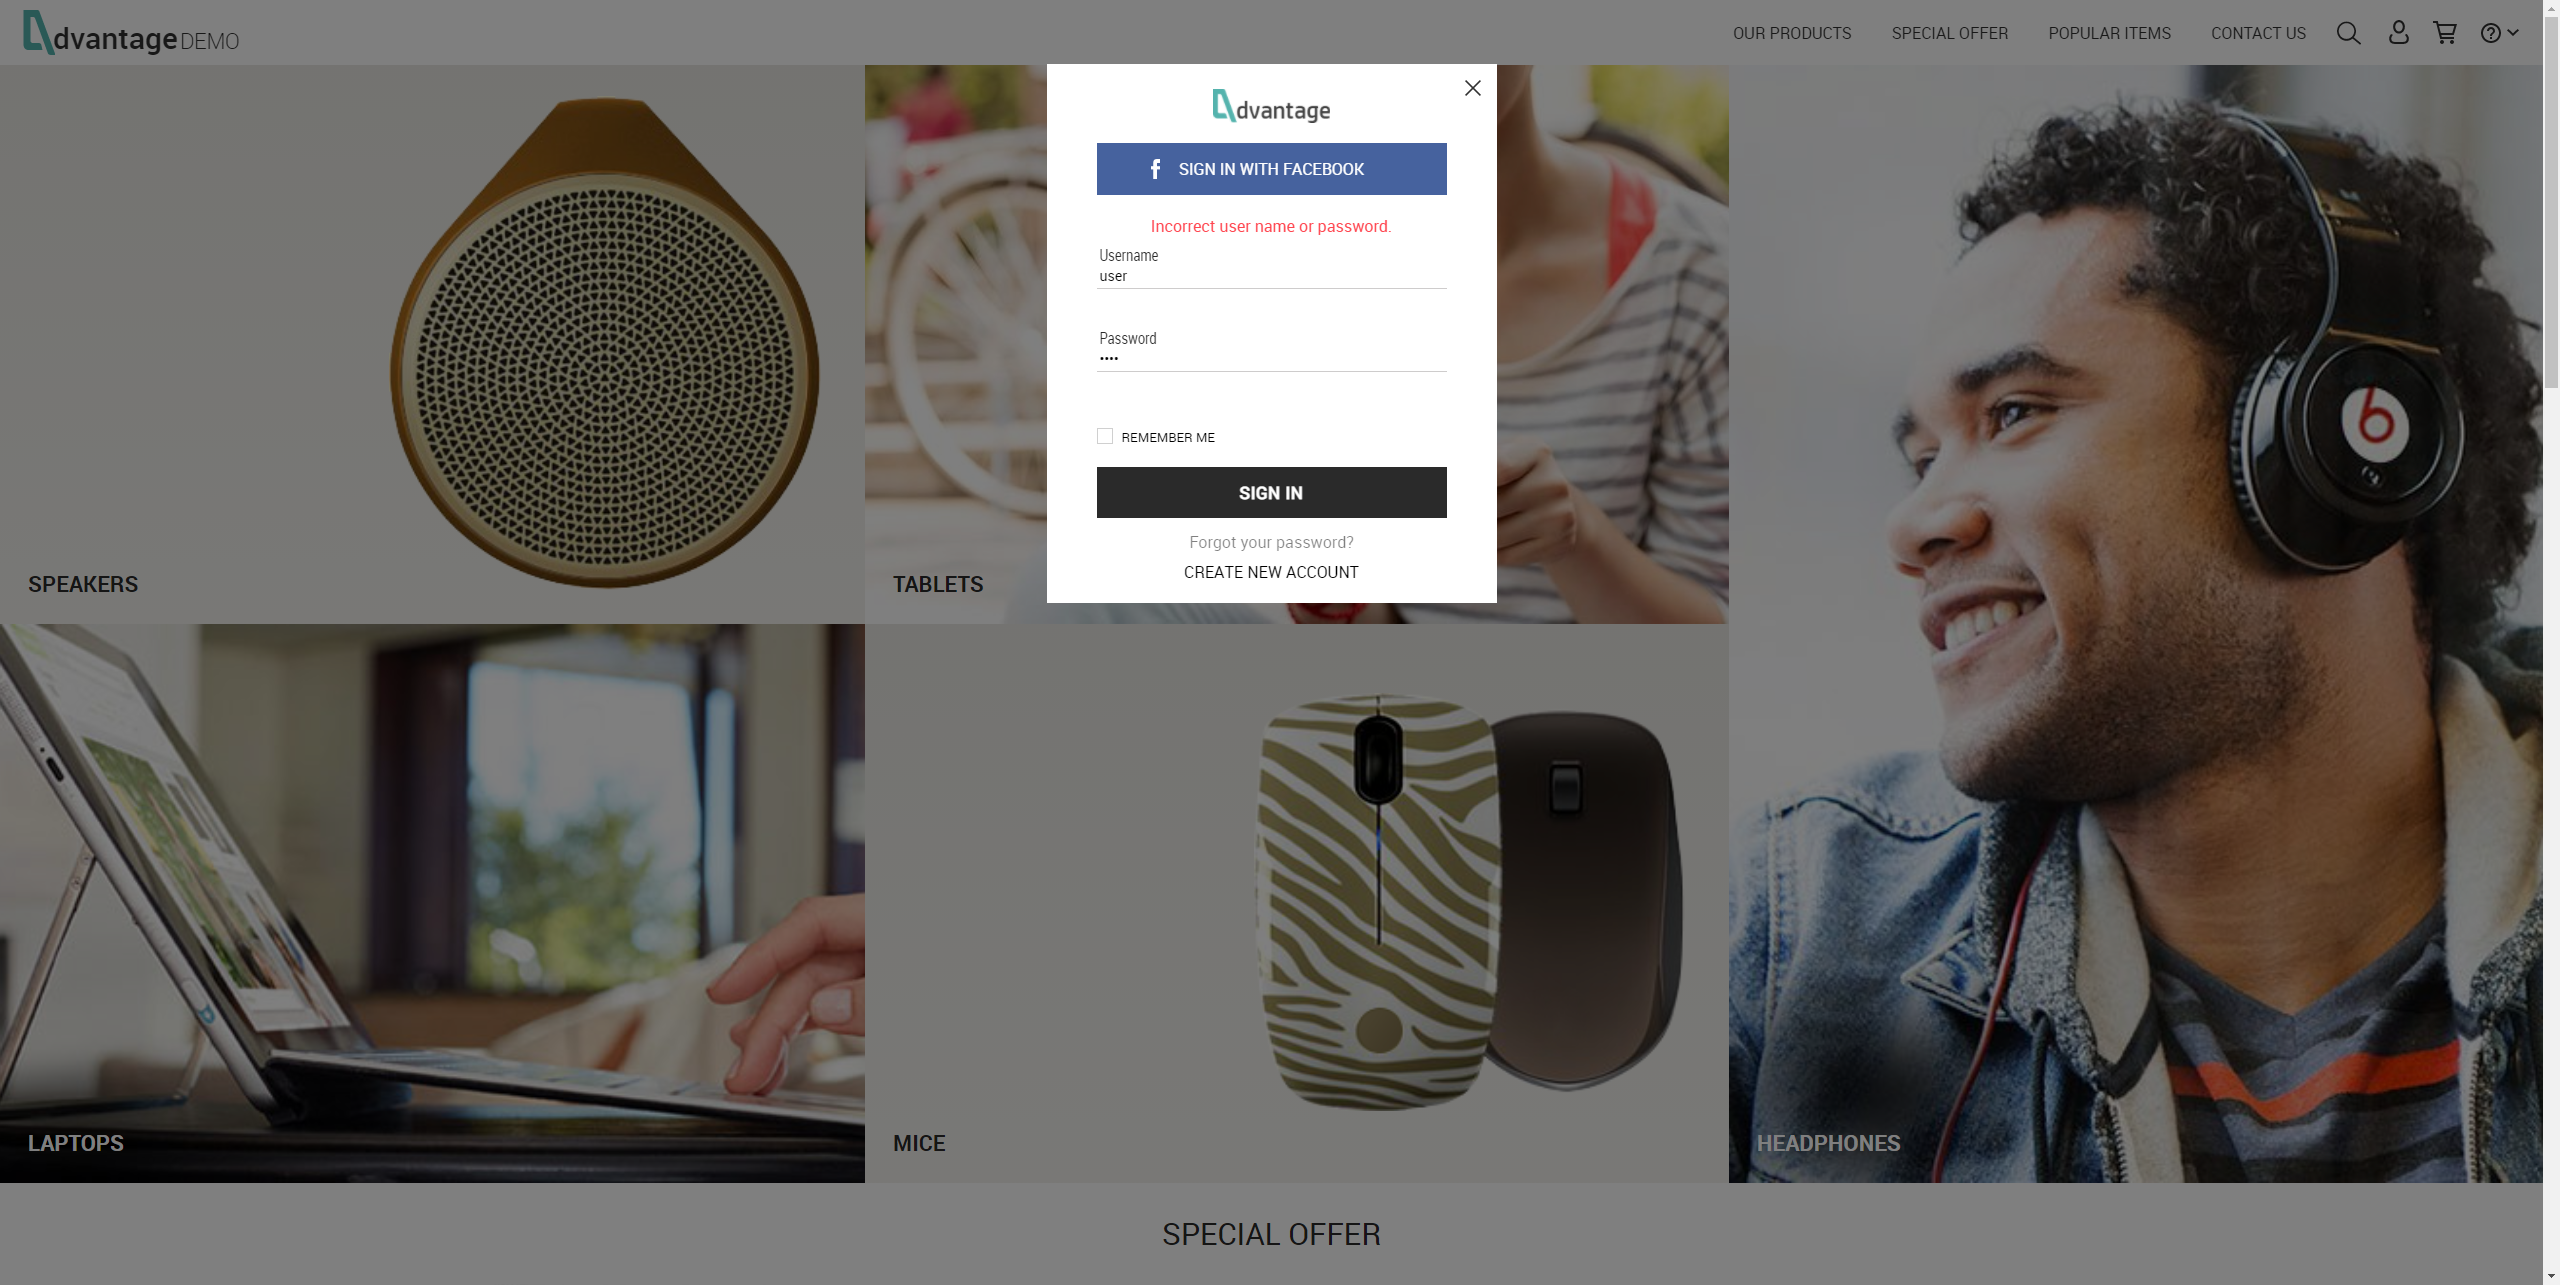 dvantage DEMO
OUR PRODUCTS SPECIAL OFFER POPULAR ITEMS CONTACT US
dvantage
SIGN IN WITH FACEBOOK
Incorrect user name or password.
Username
user
Password
••••
REMEMBER ME
SIGN IN
Forgot your password?
CREATE NEW ACCOUNT
SPEAKERS
TABLETS
LAPTOPS
MICE
HEADPHONES
SPECIAL OFFER